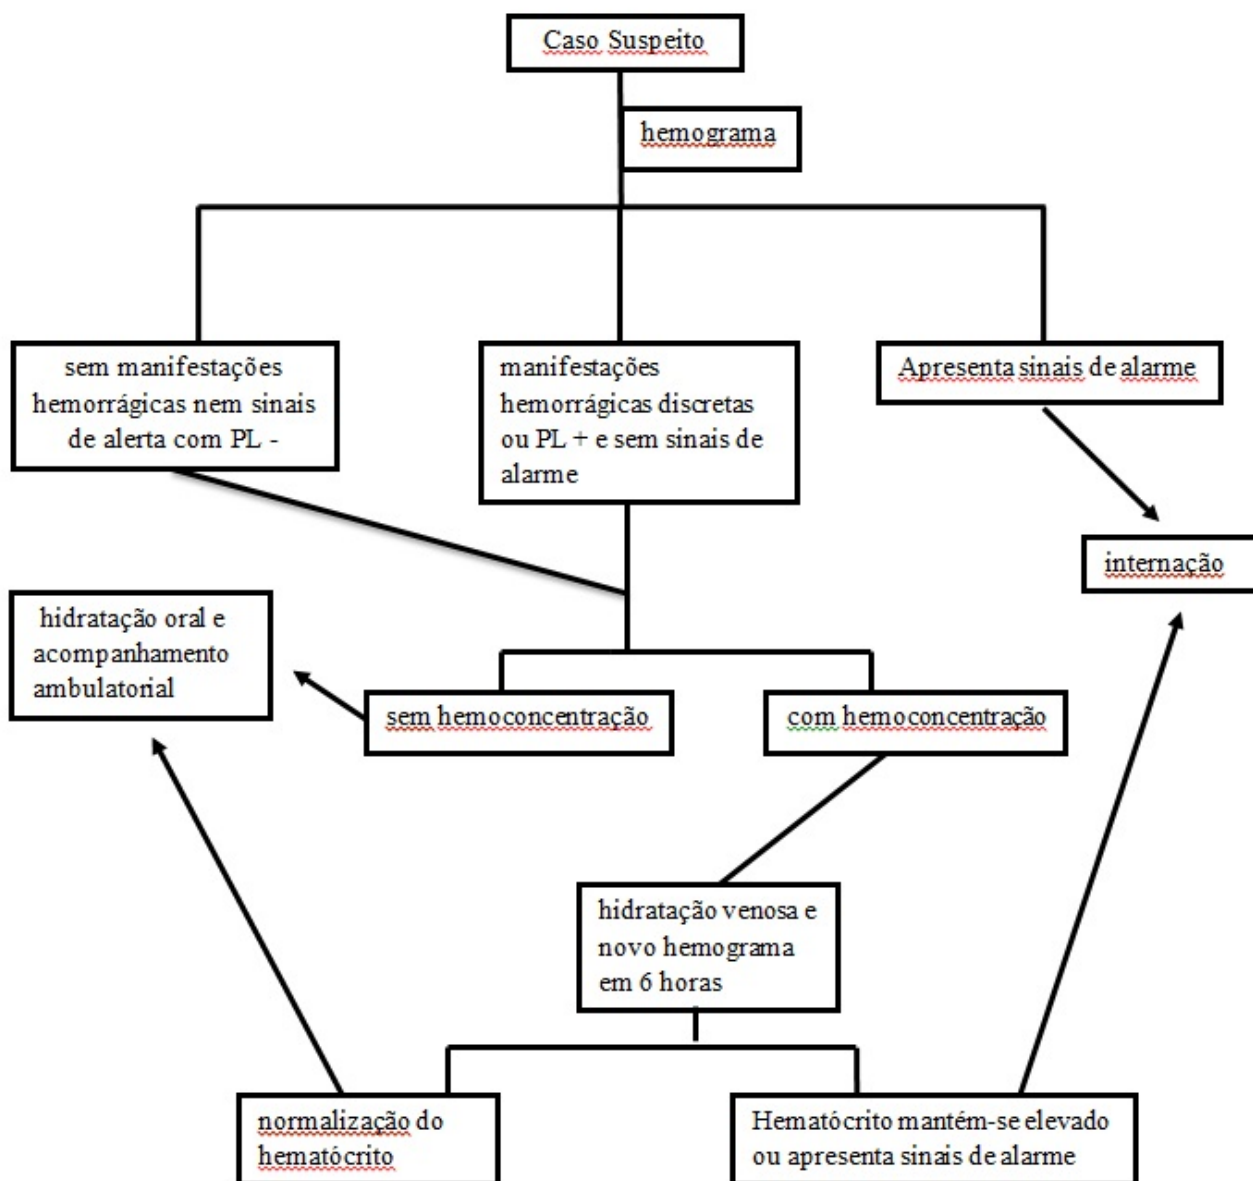 Caso Suspeito
hemograma
sem manifestações
hemorrágicas nem sinais
de alerta com PL -
manifestações
hemorrágicas discretas
ou PL + e sem sinais de
alarme
Apresenta sinais de alarme
internação
hidratação oral e
acompanhamento
ambulatorial
sem hemoconcentração
com hemoconcentração
hidratação venosa e
novo hemograma
em 6 horas
normalização do
hematócrito
Hematócrito mantém-se elevado
ou apresenta sinais de alarme